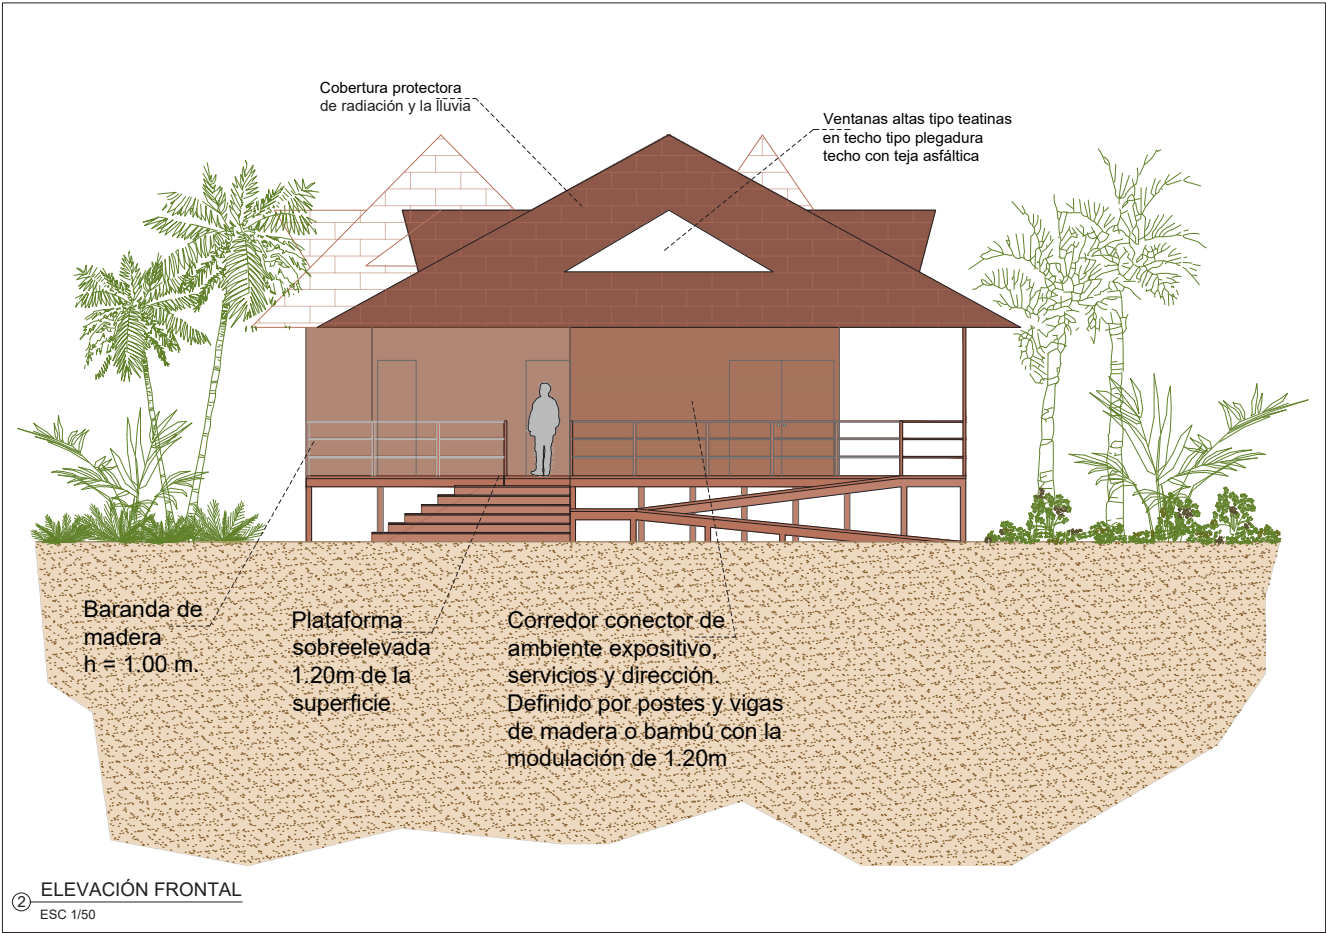 Cobertura protectora
de radiación y la lluvia
Ventanas altas tipo teatinas
en techo tipo plegadura
techo con teja asfáltica
Baranda de
madera
h = 1.00 m.
Plataforma
sobreelevada
1.20m de la
superficie
Corredor conector de
ambiente expositivo,
servicios y dirección.
Definido por postes y vigas
de madera o bambú con la
modulación de 1.20m
2
ELEVACIÓN FRONTAL
ESC 1/50